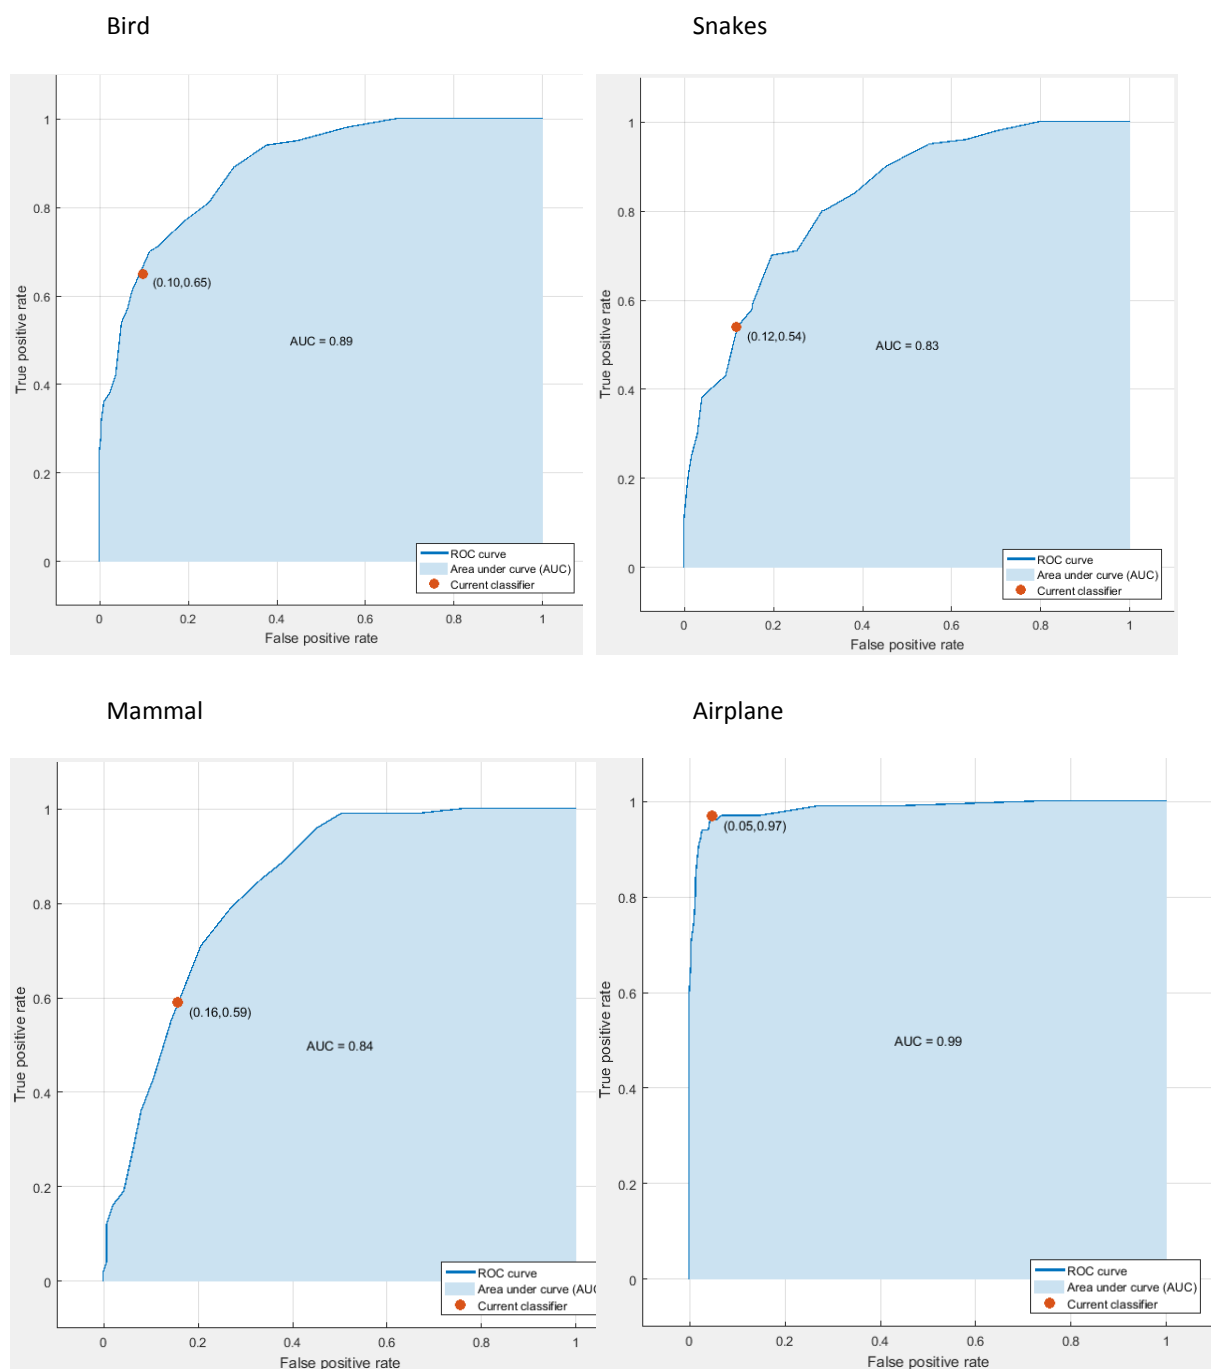 Bird
1
0.8
0.6
0.4
0.2
0
True positive rate
(0.10,0.65)
AUC = 0.89
ROC curve
Area under curve (AUC)
Current classifier
0 0.2 0.4 0.6 0.8 1
False positive rate
Snakes
1
0.8
0.6
0.4
0.2
0
True positive rate
(0.12,0.54)
AUC = 0.83
ROC curve
Area under curve (AUC)
Current classifier
0 0.2 0.4 0.6 0.8 1
False positive rate
Mammal
1
0.8
0.6
0.4
0.2
0
True positive rate
(0.16,0.59)
AUC = 0.84
ROC curve
Area under curve (AUC
Current classifier
0 0.2 0.4 0.6 0.8 1
False positive rate
Airplane
1
0.8
0.6
0.4
0.2
0
True positive rate
(0.05,0.97)
AUC = 0.99
ROC curve
Area under curve (AUC)
Current classifier
0 0.2 0.4 0.6 0.8 1
False positive rate